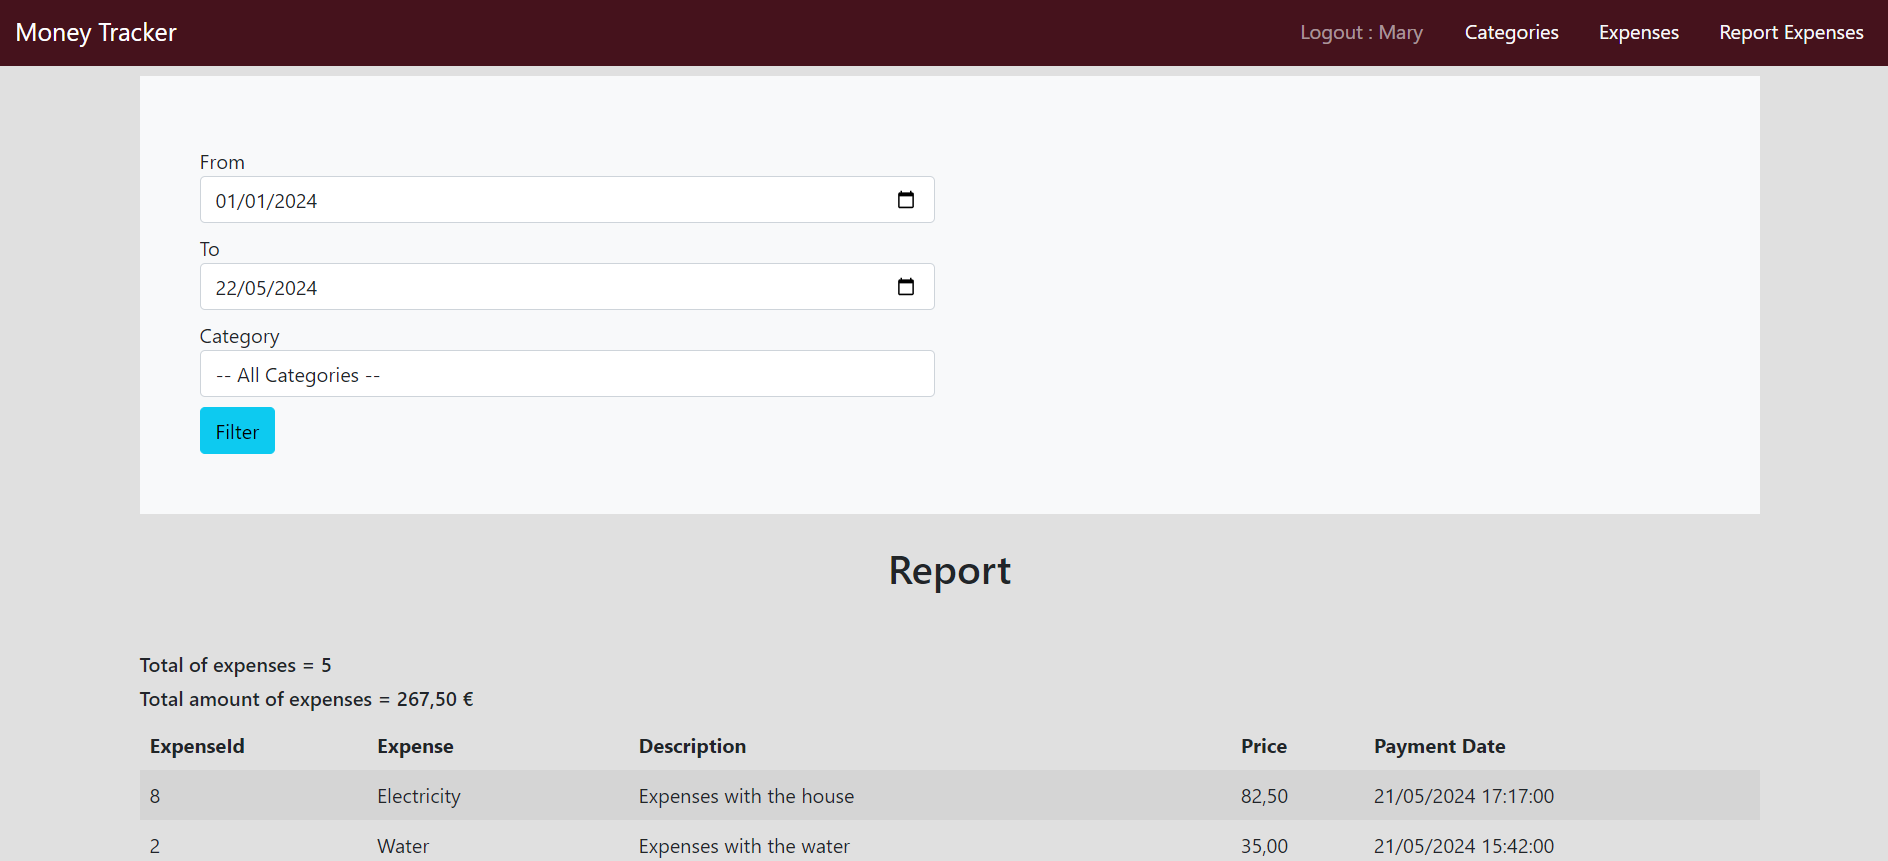 Money Tracker Logout : Mary Categories Expenses Report Expenses
From
01/01/2024
To
22/05/2024
Category
-- All Categories --
Filter
Report
Total of expenses = 5
Total amount of expenses = 267,50 €
ExpenseId Expense Description Price Payment Date
8 Electricity Expenses with the house 82,50 21/05/2024 17:17:00
2 Water Expenses with the water 35,00 21/05/2024 15:42:00